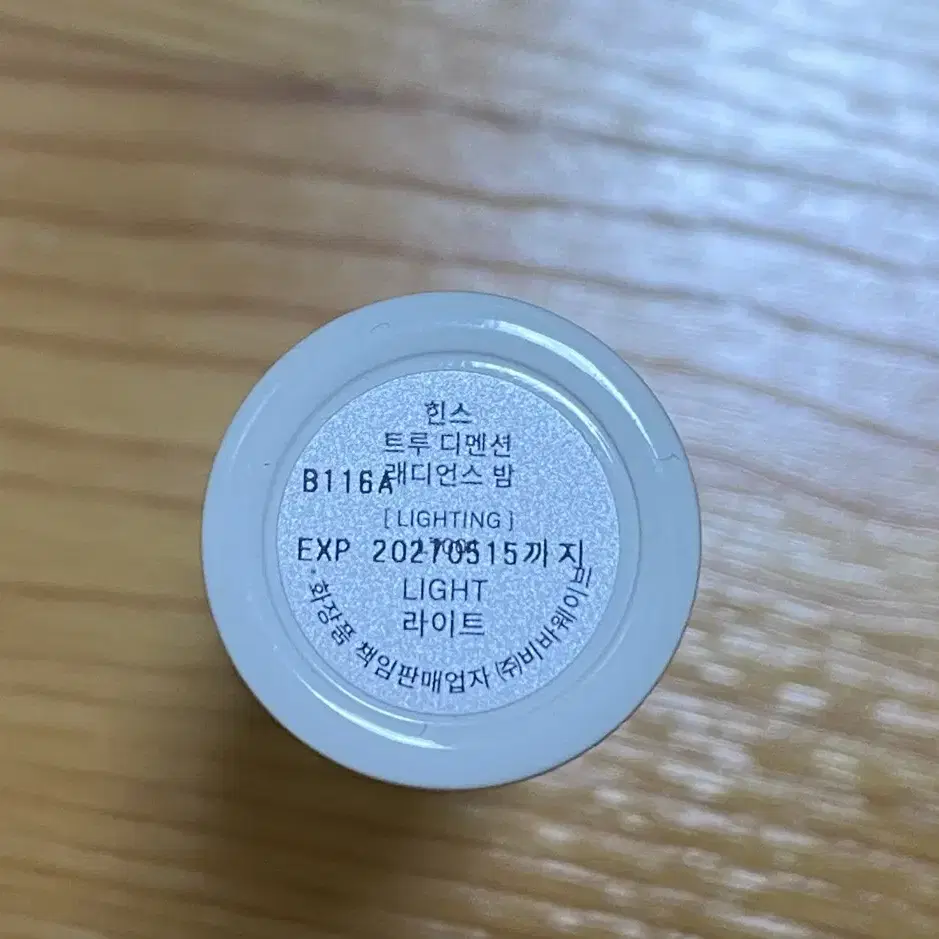 힌스
트루 디멘션
래디언스 밤
B116A
[ LIGHTING ]
EXP 20270515까지
LIGHT
라이트
화장품 책임판매업자 ㈜비바웨이브